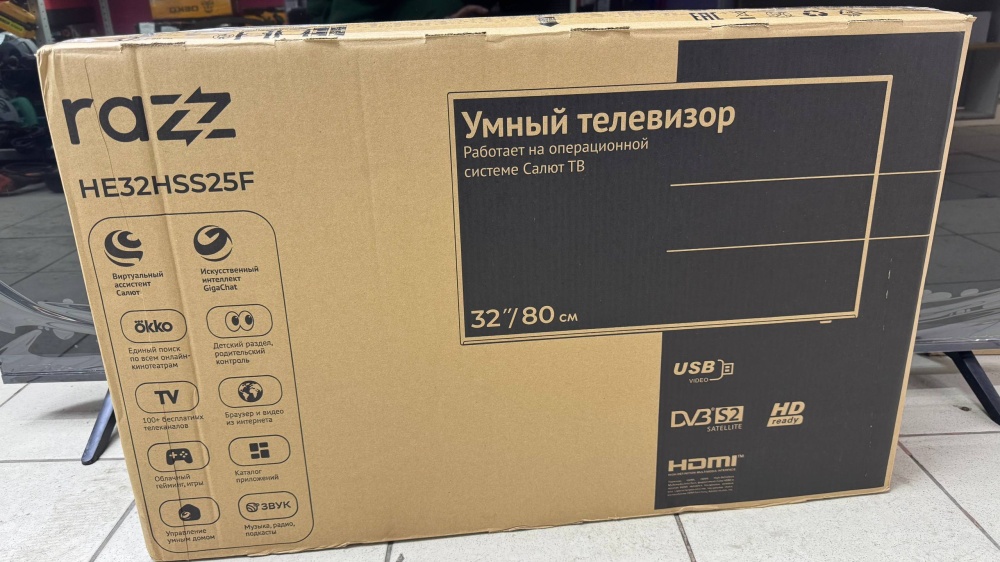 EAC
razz
HE32HSS25F
Виртуальный
ассистент
Салют
Искусственный
интеллект
GigaChat
Okko
Единый поиск
по всем онлайн-
кинотеатрам
Детский раздел,
родительский
контроль
TV
100+ бесплатных
телеканалов
Браузер и видео
из интернета
Облачный
гейминг, игры
Каталог
приложений
Управление
умным домом
ЗВУК
Музыка, радио,
подкасты
Умный телевизор
Работает на операционной
системе Салют ТВ
32″/80 см
USB
VIDEO
DVB S2
SATELLITE
HD
ready
HDMI™